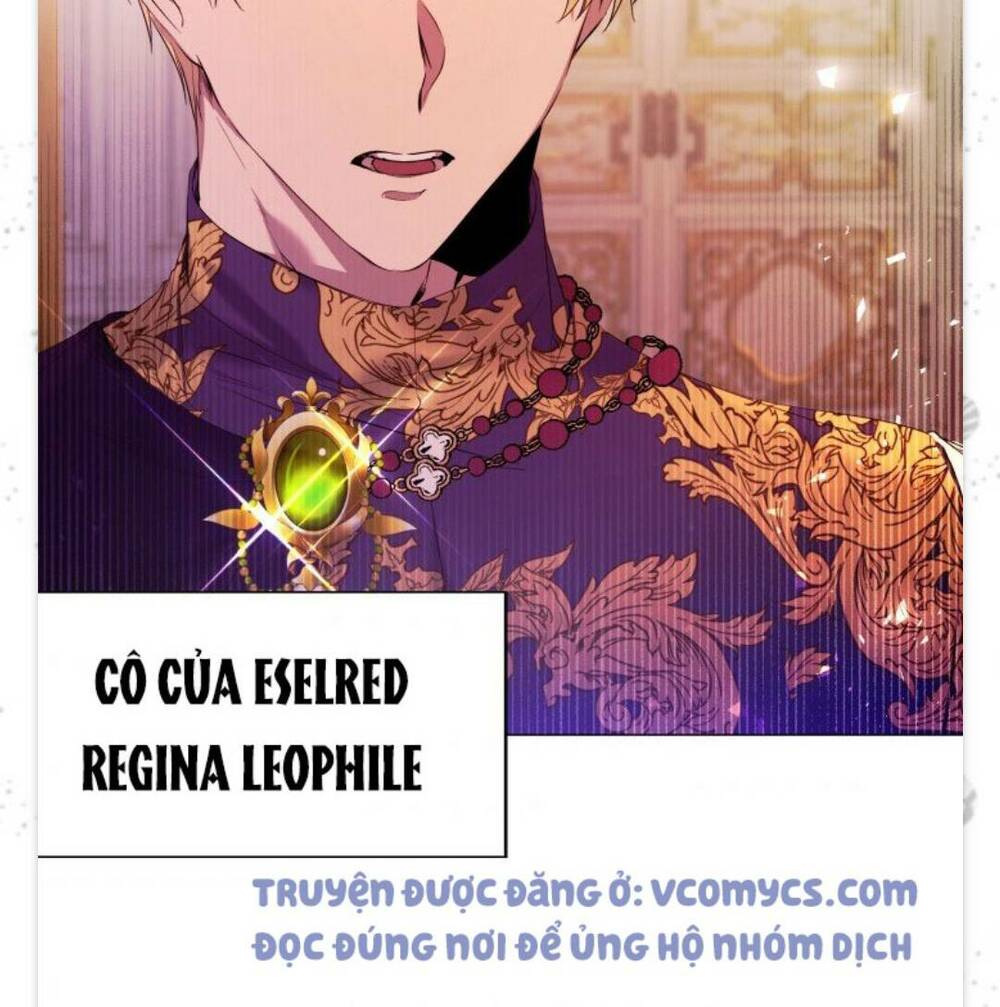 CÔ CỦA ESELRED
REGINA LEOPHILE
TRUYỆN ĐƯỢC ĐĂNG Ở: VCOMYCS.COM
ĐỌC ĐÚNG NƠI ĐỂ ỦNG HỘ NHÓM DỊCH